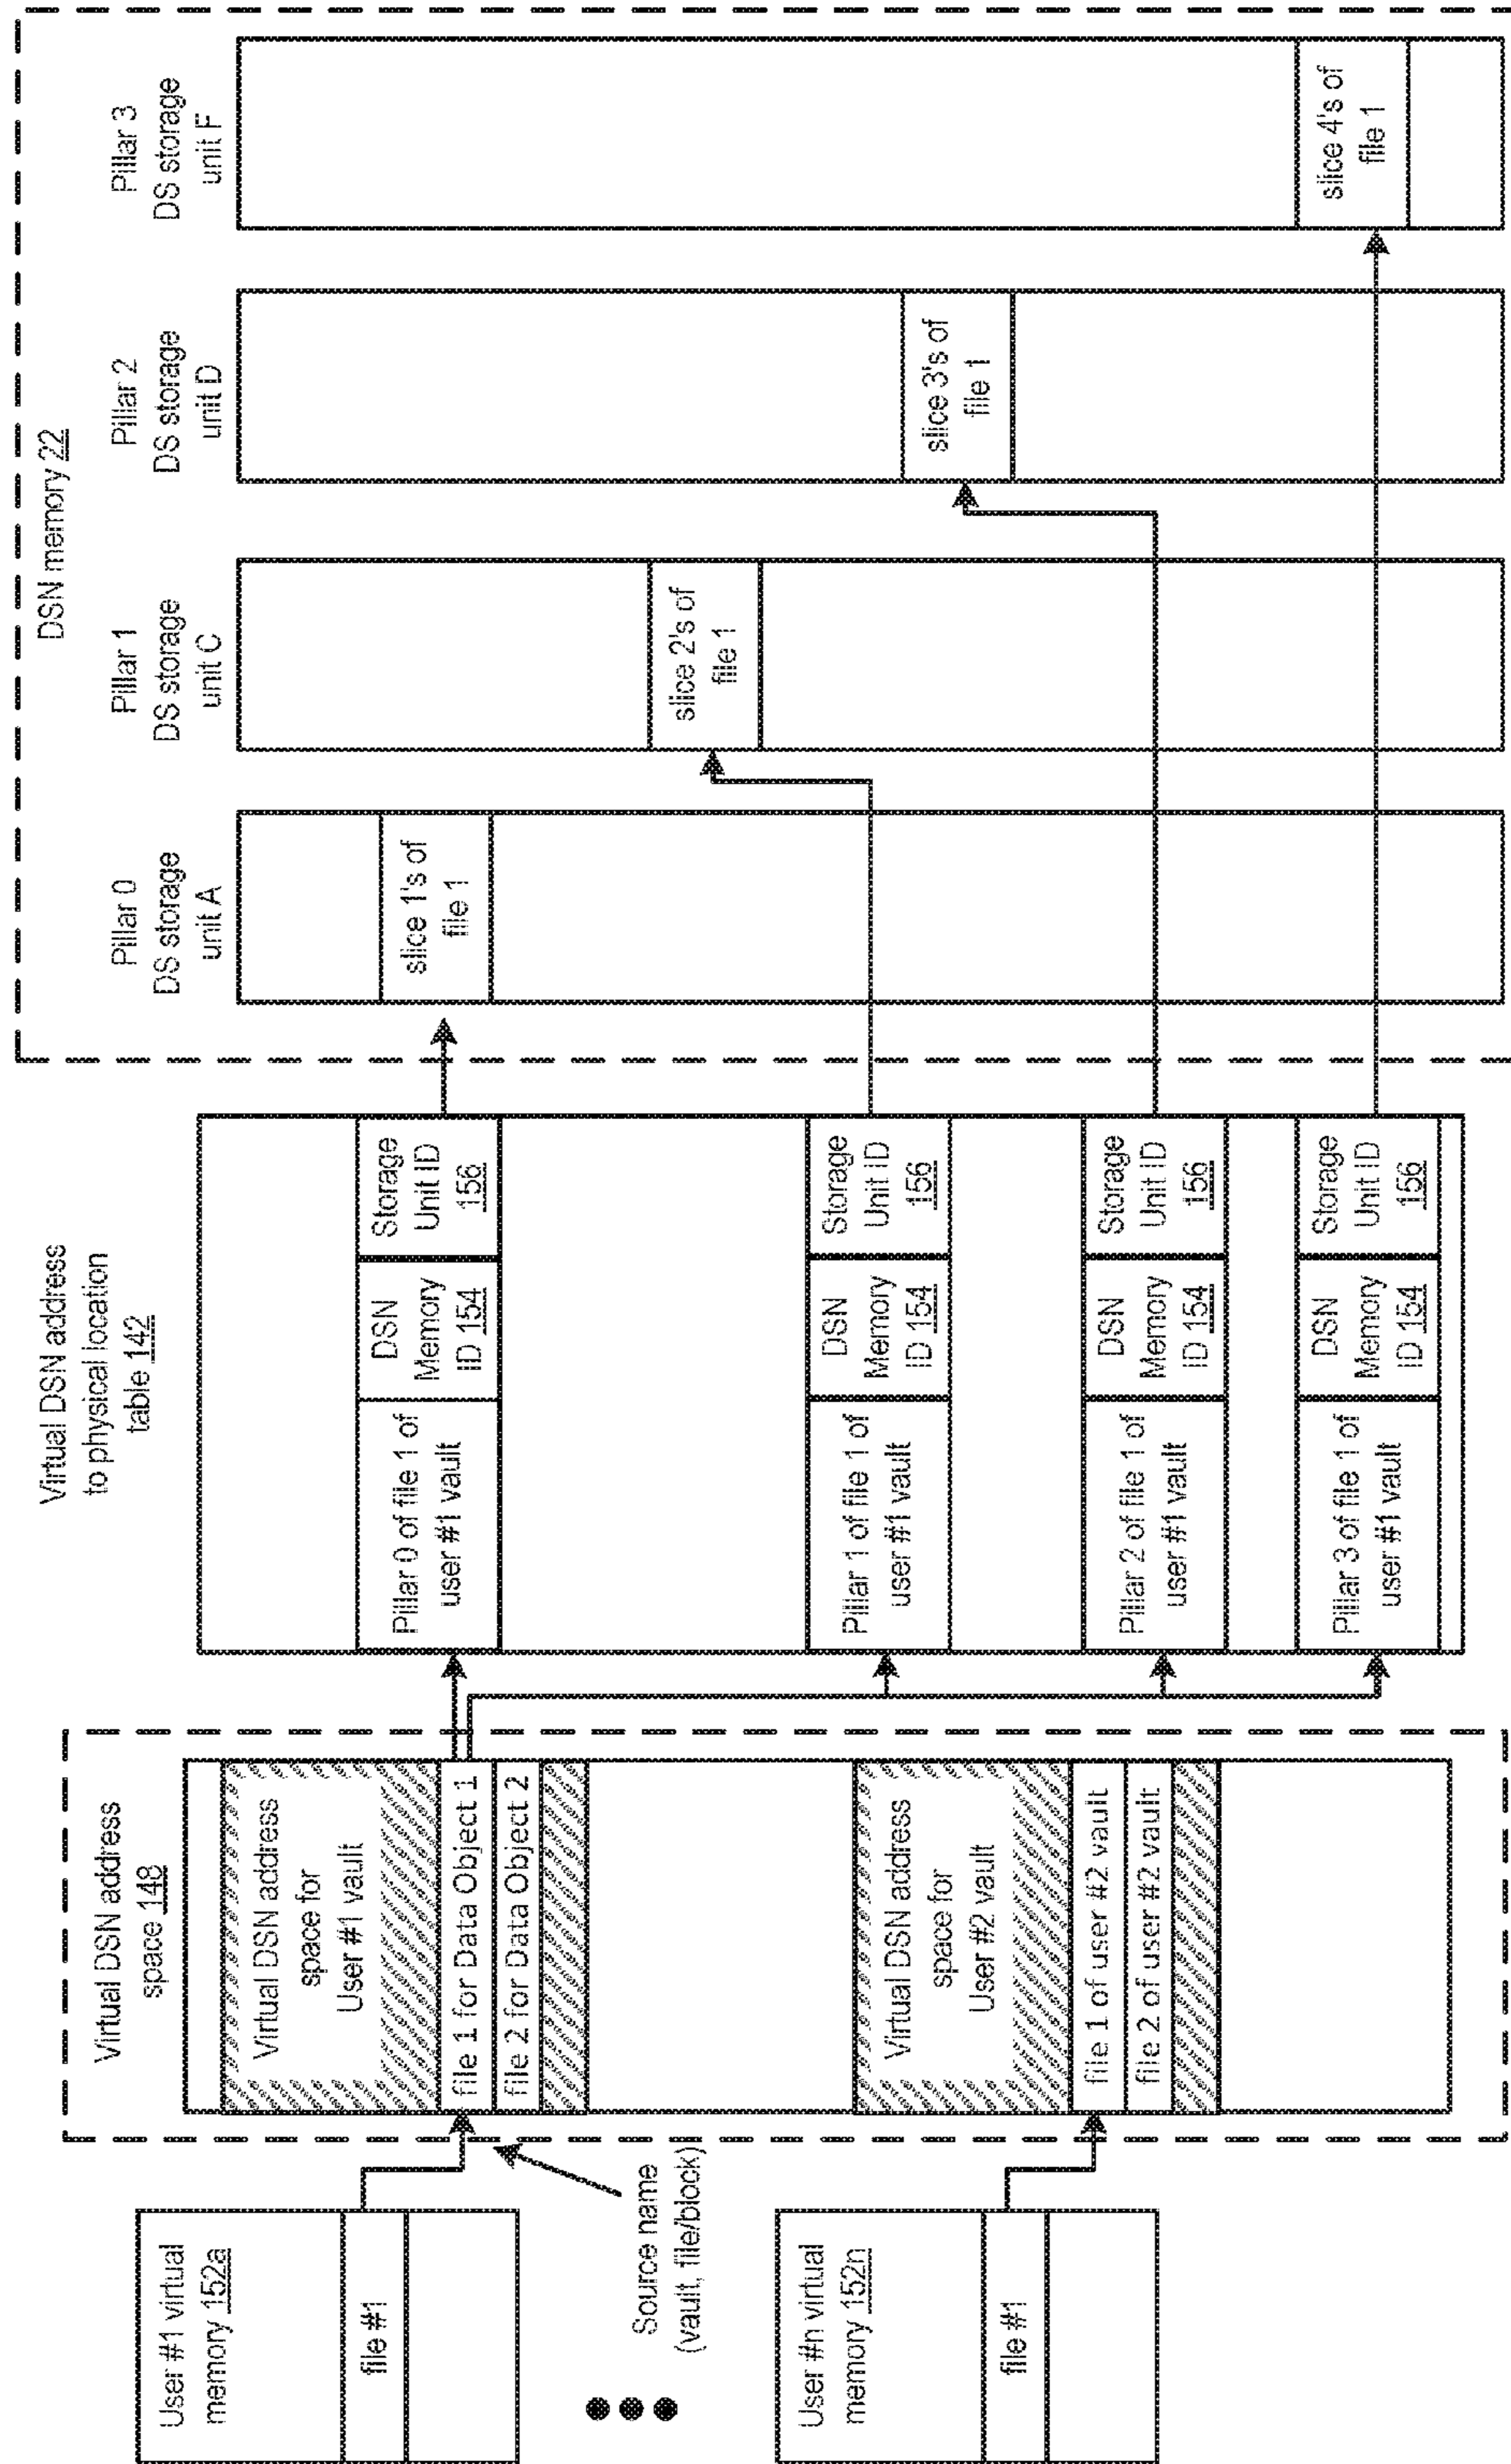 User #1 virtual
memory 152a
file #1
Source name
(vault, file/block)
User #n virtual
memory 152n
file #1
Virtual DSN address
space 148
Virtual DSN address
space for
User #1 vault
file 1 for Data Object 1
file 2 for Data Object 2
Virtual DSN address
space for
User #2 vault
file 1 of user #2 vault
file 2 of user #2 vault
Virtual DSN address
to physical location
table 142
Pillar 0 of file 1 of
user #1 vault
DSN
Memory
ID 154
Storage
Unit ID
156
Pillar 1 of file 1 of
user #1 vault
DSN
Memory
ID 154
Storage
Unit ID
156
Pillar 2 of file 1 of
user #1 vault
DSN
Memory
ID 154
Storage
Unit ID
156
Pillar 3 of file 1 of
user #1 vault
DSN
Memory
ID 154
Storage
Unit ID
156
DSN memory 22
Pillar 0
DS storage
unit A
slice 1's of
file 1
Pillar 1
DS storage
unit C
slice 2's of
file 1
Pillar 2
DS storage
unit D
slice 3's of
file 1
Pillar 3
DS storage
unit F
slice 4's of
file 1